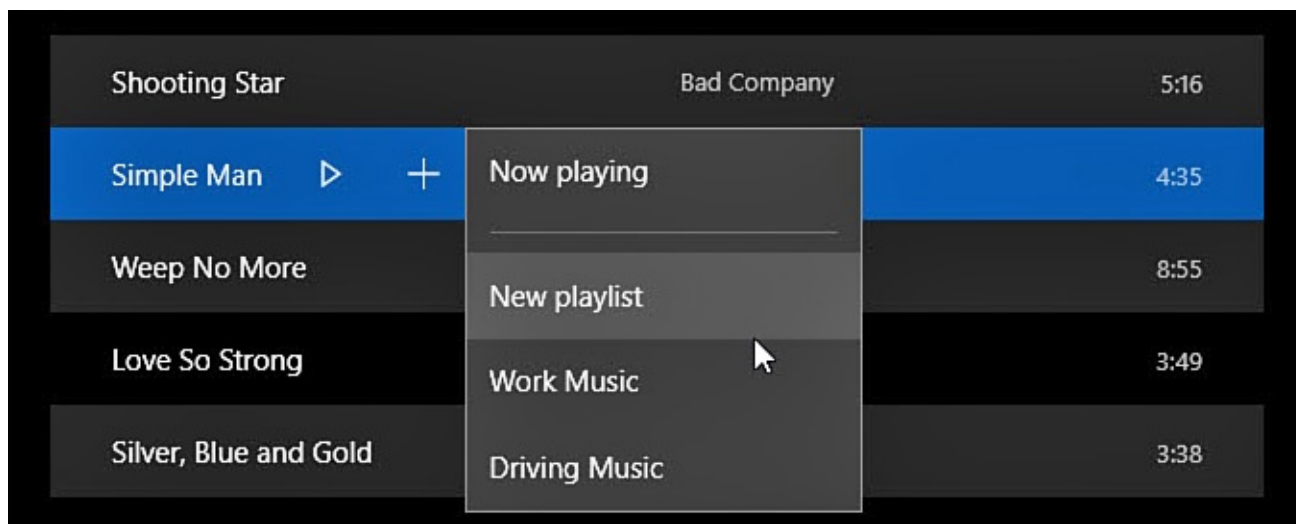 Shooting Star Bad Company 5:16
Simple Man Now playing 4:35
Weep No More New playlist 8:55
Love So Strong Work Music 3:49
Silver, Blue and Gold Driving Music 3:38